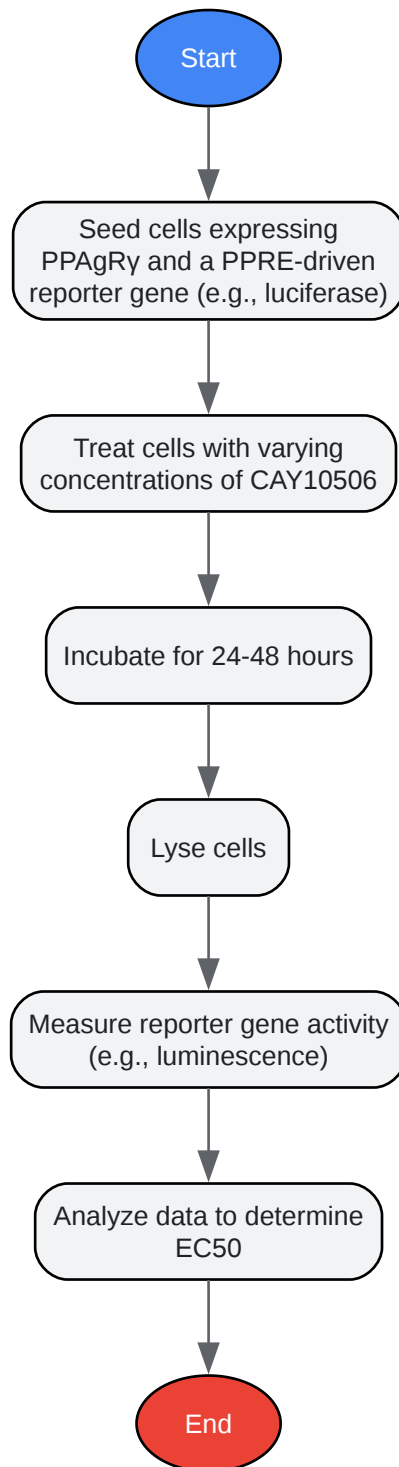 Start
Seed cells expressing
PPAgRγ and a PPRE-driven
reporter gene (e.g., luciferase)
Treat cells with varying
concentrations of CAY10506
Incubate for 24-48 hours
Lyse cells
Measure reporter gene activity
(e.g., luminescence)
Analyze data to determine
EC50
End